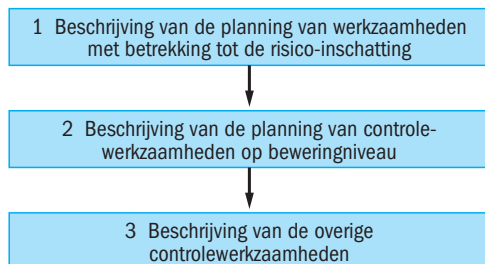 1 Beschrijving van de planning van werkzaamheden
met betrekking tot de risico-inschatting
2 Beschrijving van de planning van controle-
werkzaamheden op beweringniveau
3 Beschrijving van de overige
controlewerkzaamheden